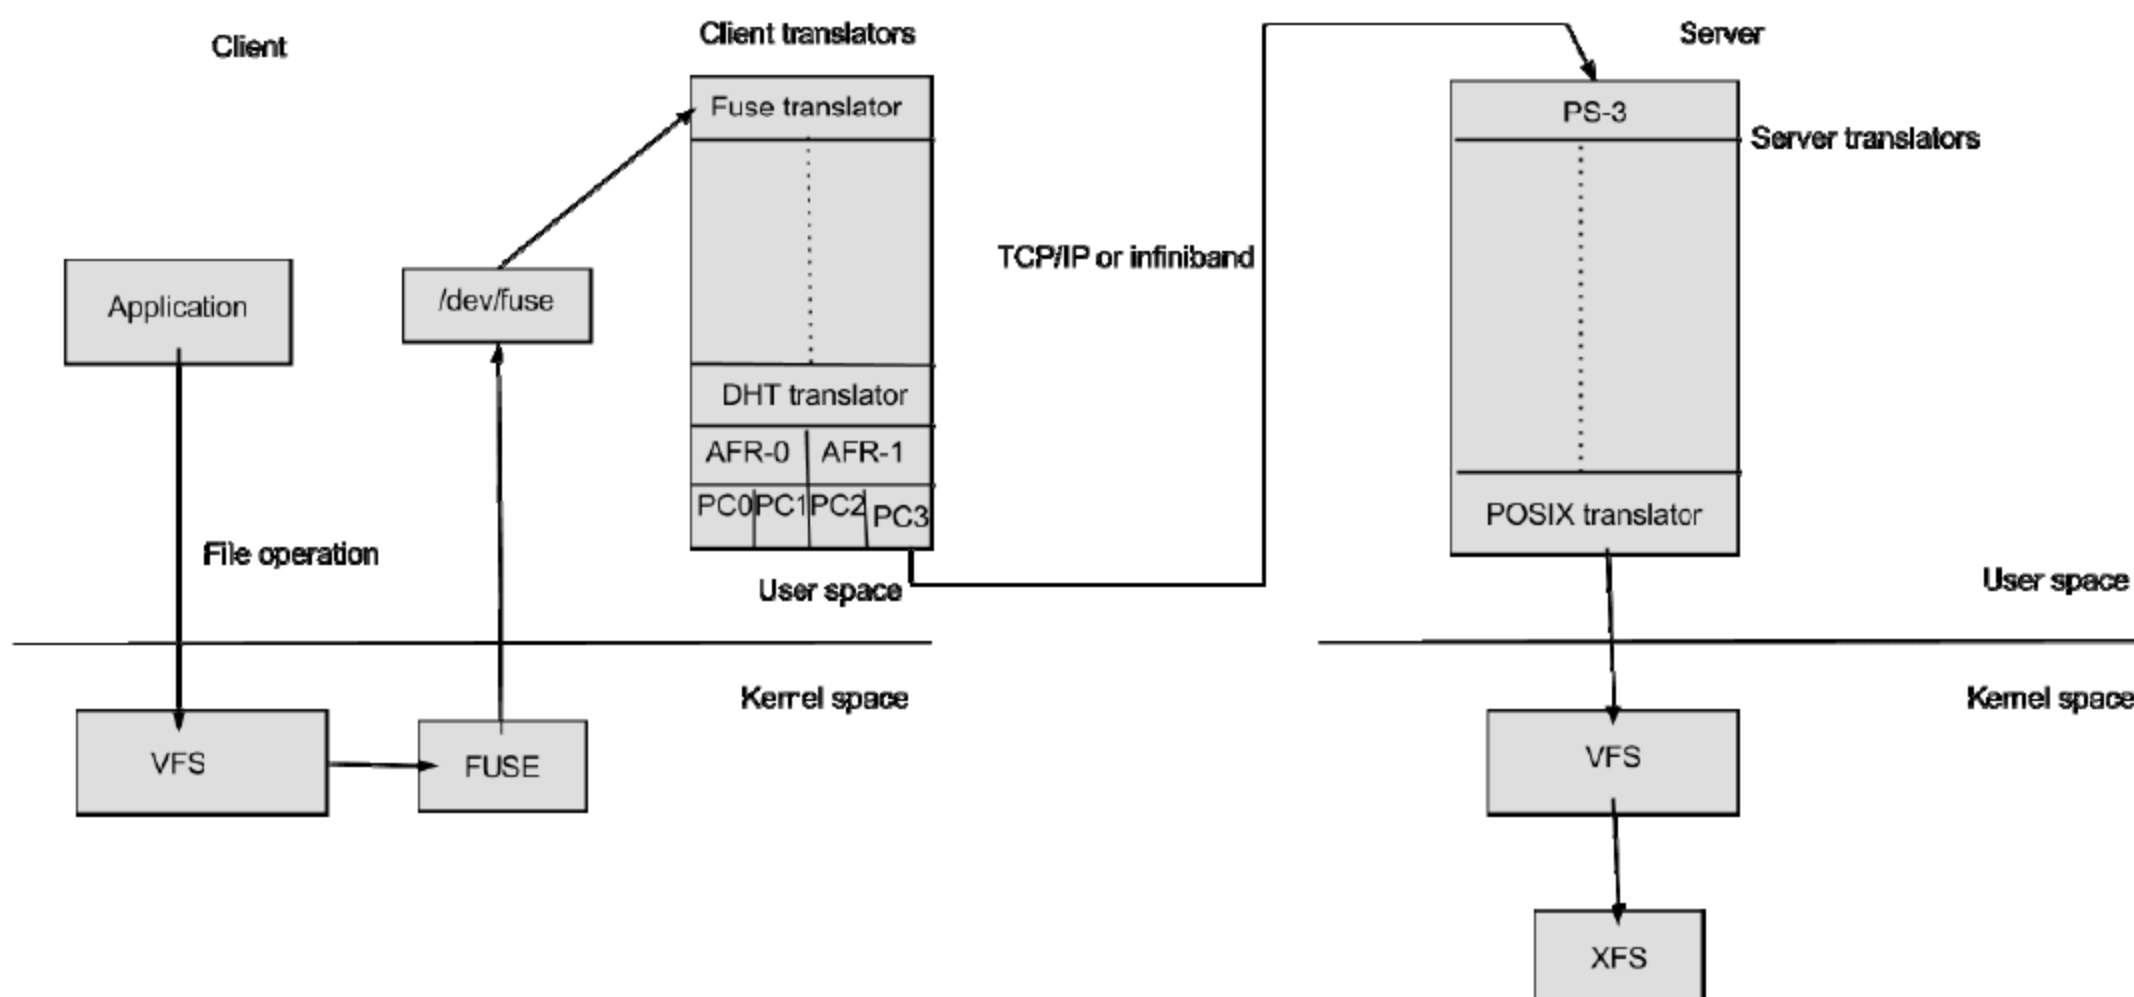 Client
Client translators
Server
Fuse translator
PS-3
Server translators
TCP/IP or infiniband
Application
/dev/fuse
DHT translator
AFR-0 AFR-1
PC0 PC1 PC2 PC3
POSIX translator
File operation
User space
User space
Kernel space
Kernel space
VFS
FUSE
VFS
XFS